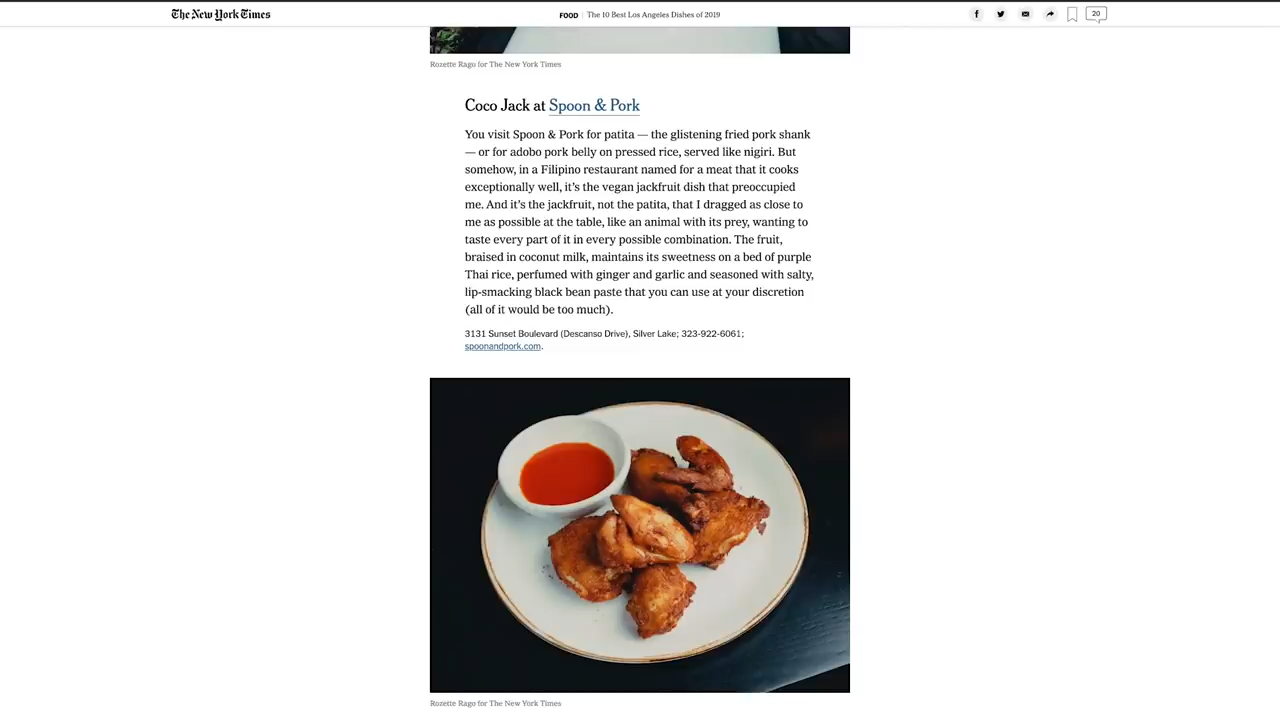 The New York Times
FOOD | The 10 Best Los Angeles Dishes of 2019
20
Rozette Rago for The New York Times
Coco Jack at Spoon & Pork
You visit Spoon & Pork for patita — the glistening fried pork shank
— or for adobo pork belly on pressed rice, served like nigiri. But
somehow, in a Filipino restaurant named for a meat that it cooks
exceptionally well, it’s the vegan jackfruit dish that preoccupied
me. And it’s the jackfruit, not the patita, that I dragged as close to
me as possible at the table, like an animal with its prey, wanting to
taste every part of it in every possible combination. The fruit,
braised in coconut milk, maintains its sweetness on a bed of purple
Thai rice, perfumed with ginger and garlic and seasoned with salty,
lip-smacking black bean paste that you can use at your discretion
(all of it would be too much).
3131 Sunset Boulevard (Descanso Drive), Silver Lake; 323-922-6061;
spoonandpork.com.
Rozette Rago for The New York Times